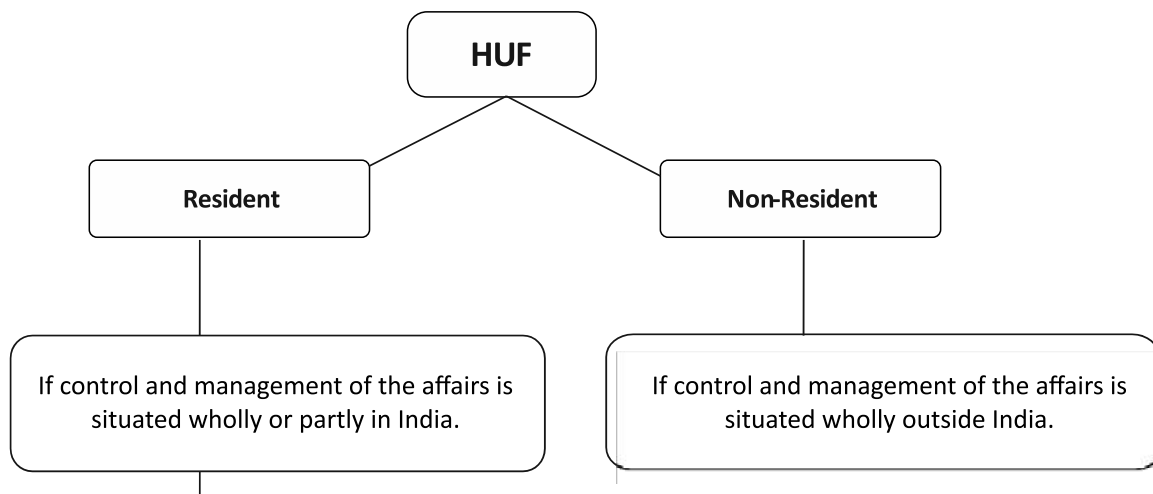 HUF
Resident
Non-Resident
If control and management of the affairs is
situated wholly or partly in India.
If control and management of the affairs is
situated wholly outside India.